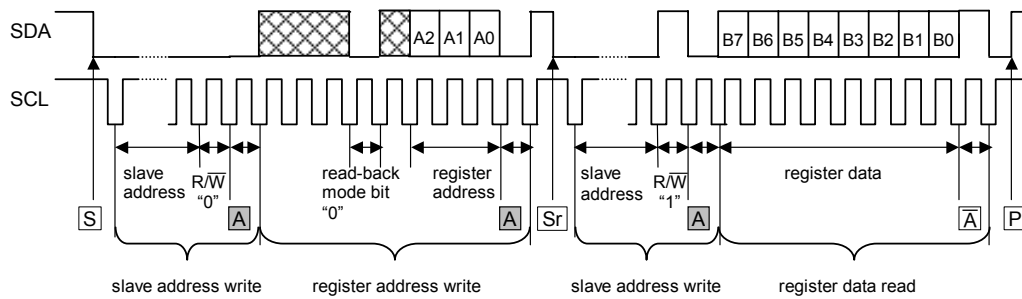 SDA
A2 A1 A0
B7 B6 B5 B4 B3 B2 B1 B0
SCL
slave address
R/W̅ "0"
read-back mode bit "0"
register address
slave address
R/W̅ "1"
register data
S
A
A
Sr
A
A̅
P
slave address write
register address write
slave address write
register data read